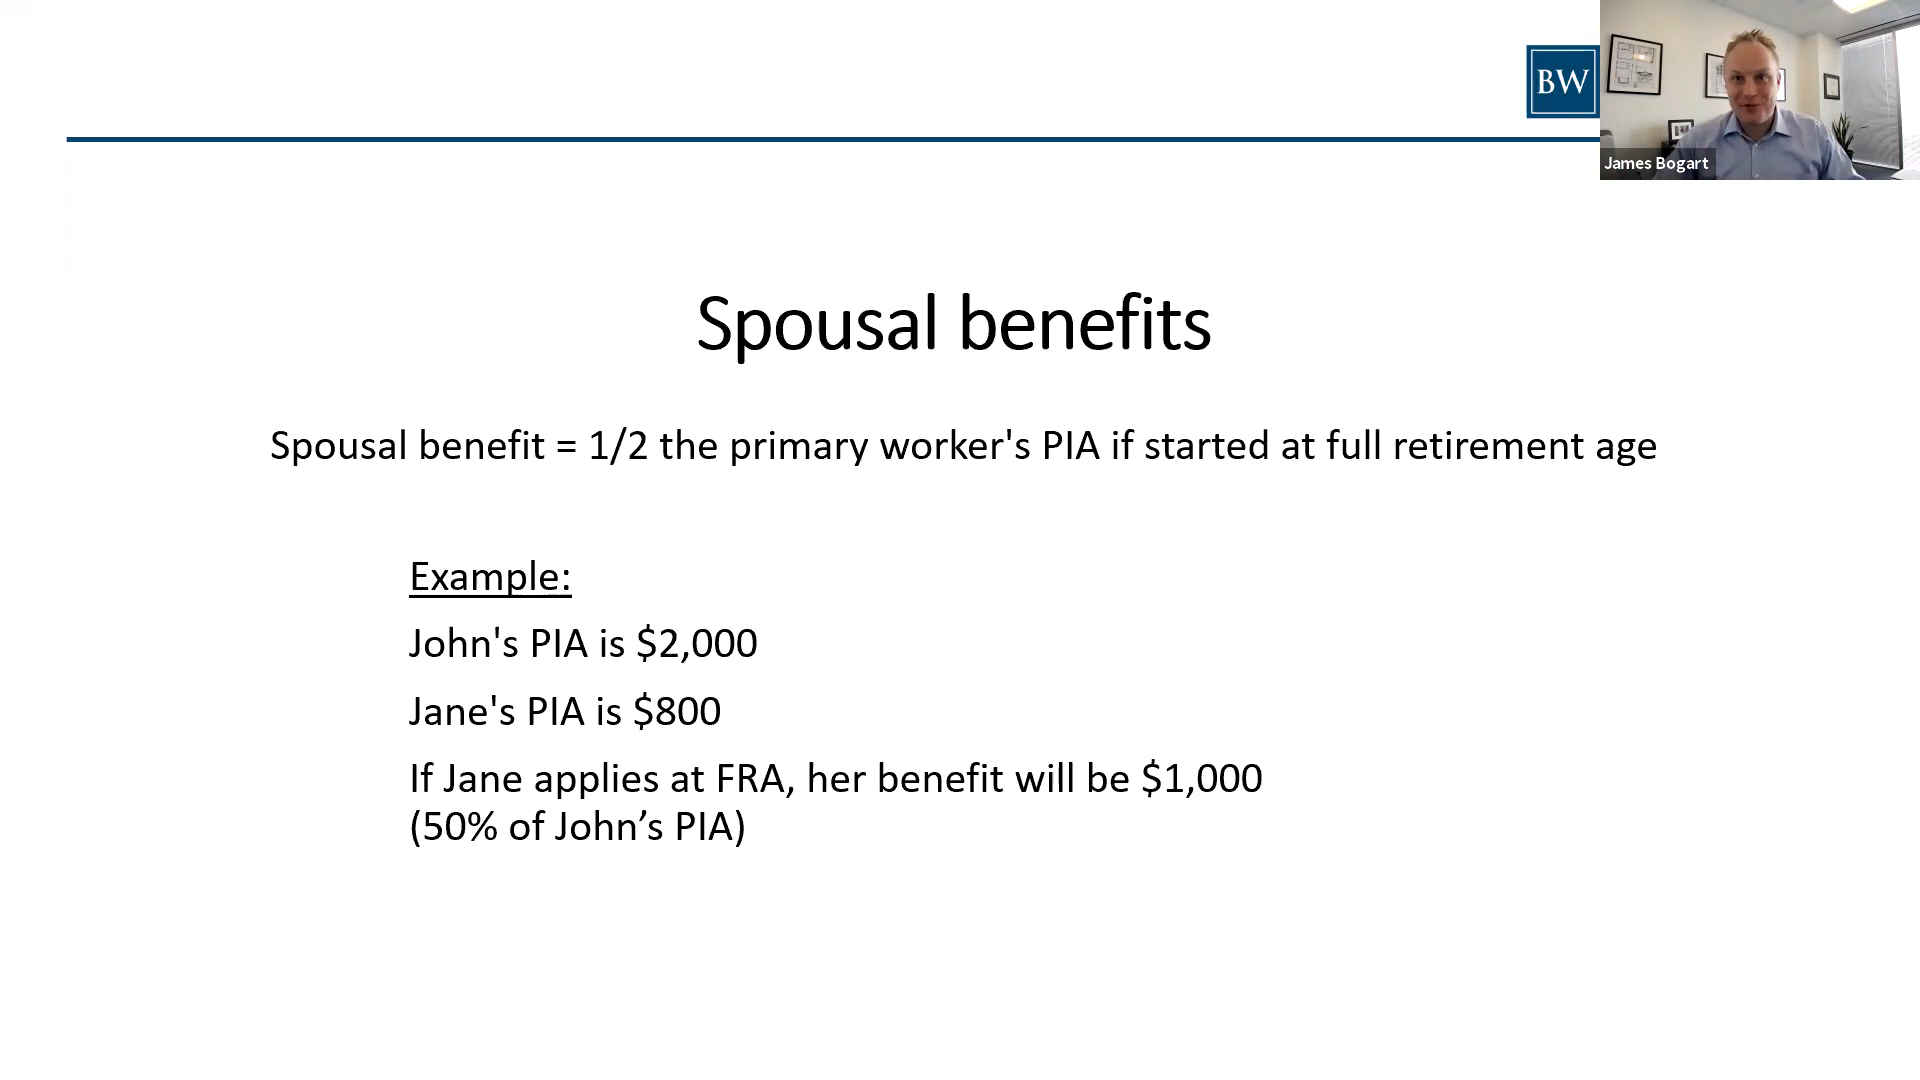 BW
James Bogart
Spousal benefits
Spousal benefit = 1/2 the primary worker's PIA if started at full retirement age
Example:
John's PIA is $2,000
Jane's PIA is $800
If Jane applies at FRA, her benefit will be $1,000
(50% of John’s PIA)